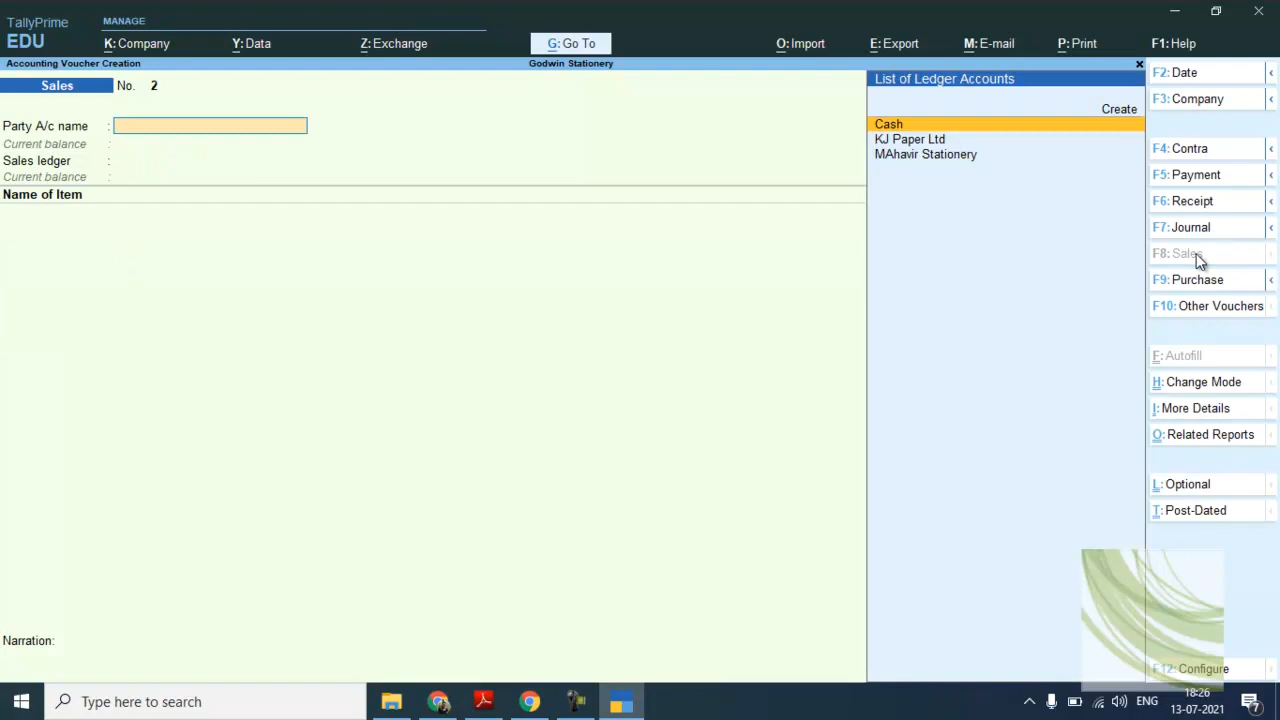 TallyPrime
EDU
MANAGE
K: Company
Y: Data
Z: Exchange
G: Go To
O: Import
E: Export
M: E-mail
P: Print
F1: Help
Accounting Voucher Creation
Godwin Stationery
Sales No. 2
Party A/c name :
Current balance :
Sales ledger :
Current balance :
Name of Item
Narration:
List of Ledger Accounts
Create
Cash
KJ Paper Ltd
MAhavir Stationery
F2: Date
F3: Company
F4: Contra
F5: Payment
F6: Receipt
F7: Journal
F8: Sales
F9: Purchase
F10: Other Vouchers
F: Autofill
H: Change Mode
I: More Details
O: Related Reports
L: Optional
T: Post-Dated
F12: Configure
Type here to search
ENG
18:26
13-07-2021
7